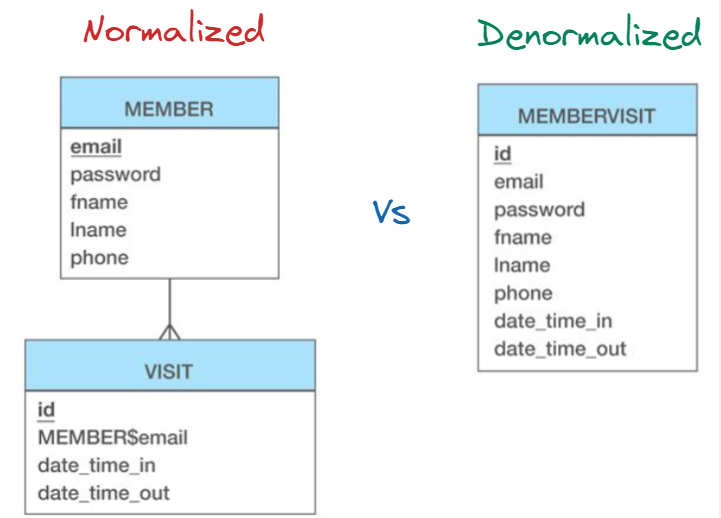 Normalized
MEMBER
email
password
fname
lname
phone
VISIT
id
MEMBER$email
date_time_in
date_time_out
Vs
Denormalized
MEMBERVISIT
id
email
password
fname
lname
phone
date_time_in
date_time_out